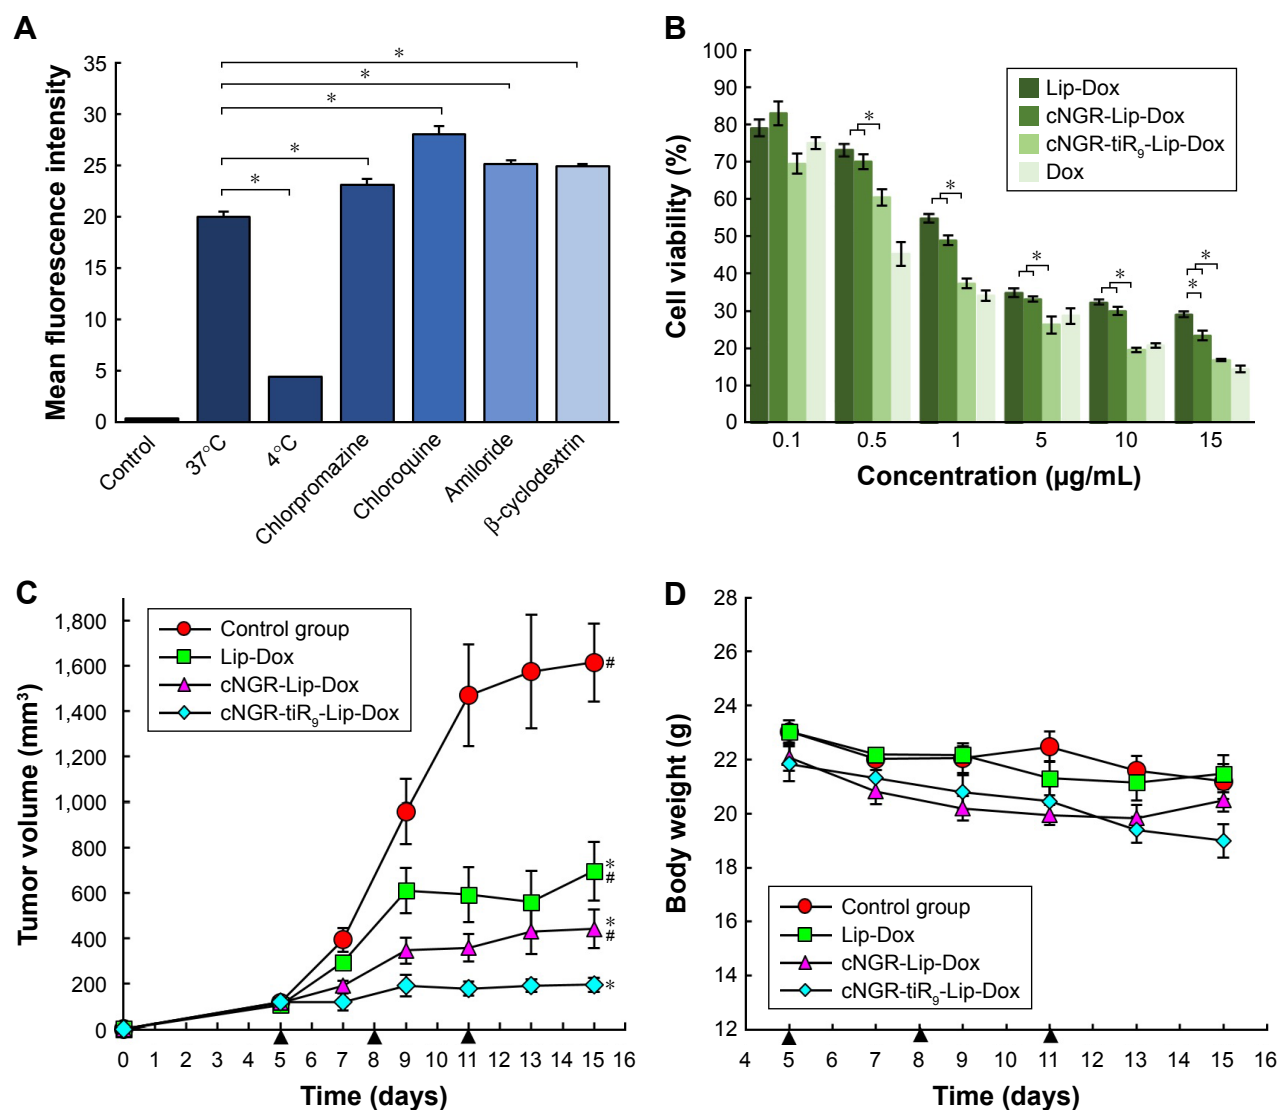 A
Mean fluorescence intensity
35
30
25
20
15
10
5
0
* * * * *
Control 37°C 4°C Chlorpromazine Chloroquine Amiloride β-cyclodextrin
B
Cell viability (%)
100
90
80
70
60
50
40
30
20
10
0
Lip-Dox
cNGR-Lip-Dox
cNGR-tiR9-Lip-Dox
Dox
* * * * * *
*
0.1 0.5 1 5 10 15
Concentration (µg/mL)
C
Tumor volume (mm³)
1,800
1,600
1,400
1,200
1,000
800
600
400
200
0
Control group
Lip-Dox
cNGR-Lip-Dox
cNGR-tiR9-Lip-Dox
#
*
#
*
#
*
0 1 2 3 4 5 6 7 8 9 10 11 12 13 14 15 16
Time (days)
D
Body weight (g)
28
26
24
22
20
18
16
14
12
Control group
Lip-Dox
cNGR-Lip-Dox
cNGR-tiR9-Lip-Dox
4 5 6 7 8 9 10 11 12 13 14 15 16
Time (days)